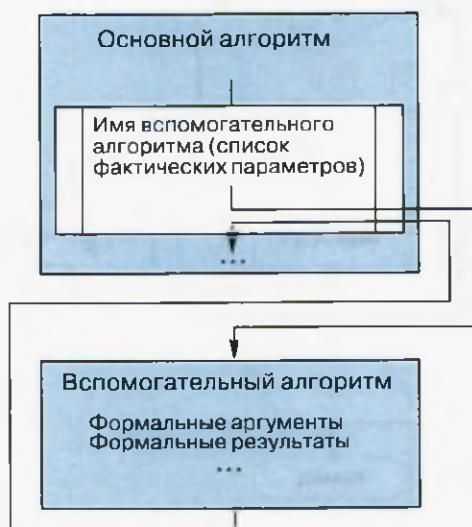 Основной алгоритм
Имя вспомогательного
алгоритма (список
фактических параметров)
...
Вспомогательный алгоритм
Формальные аргументы
Формальные результаты
...